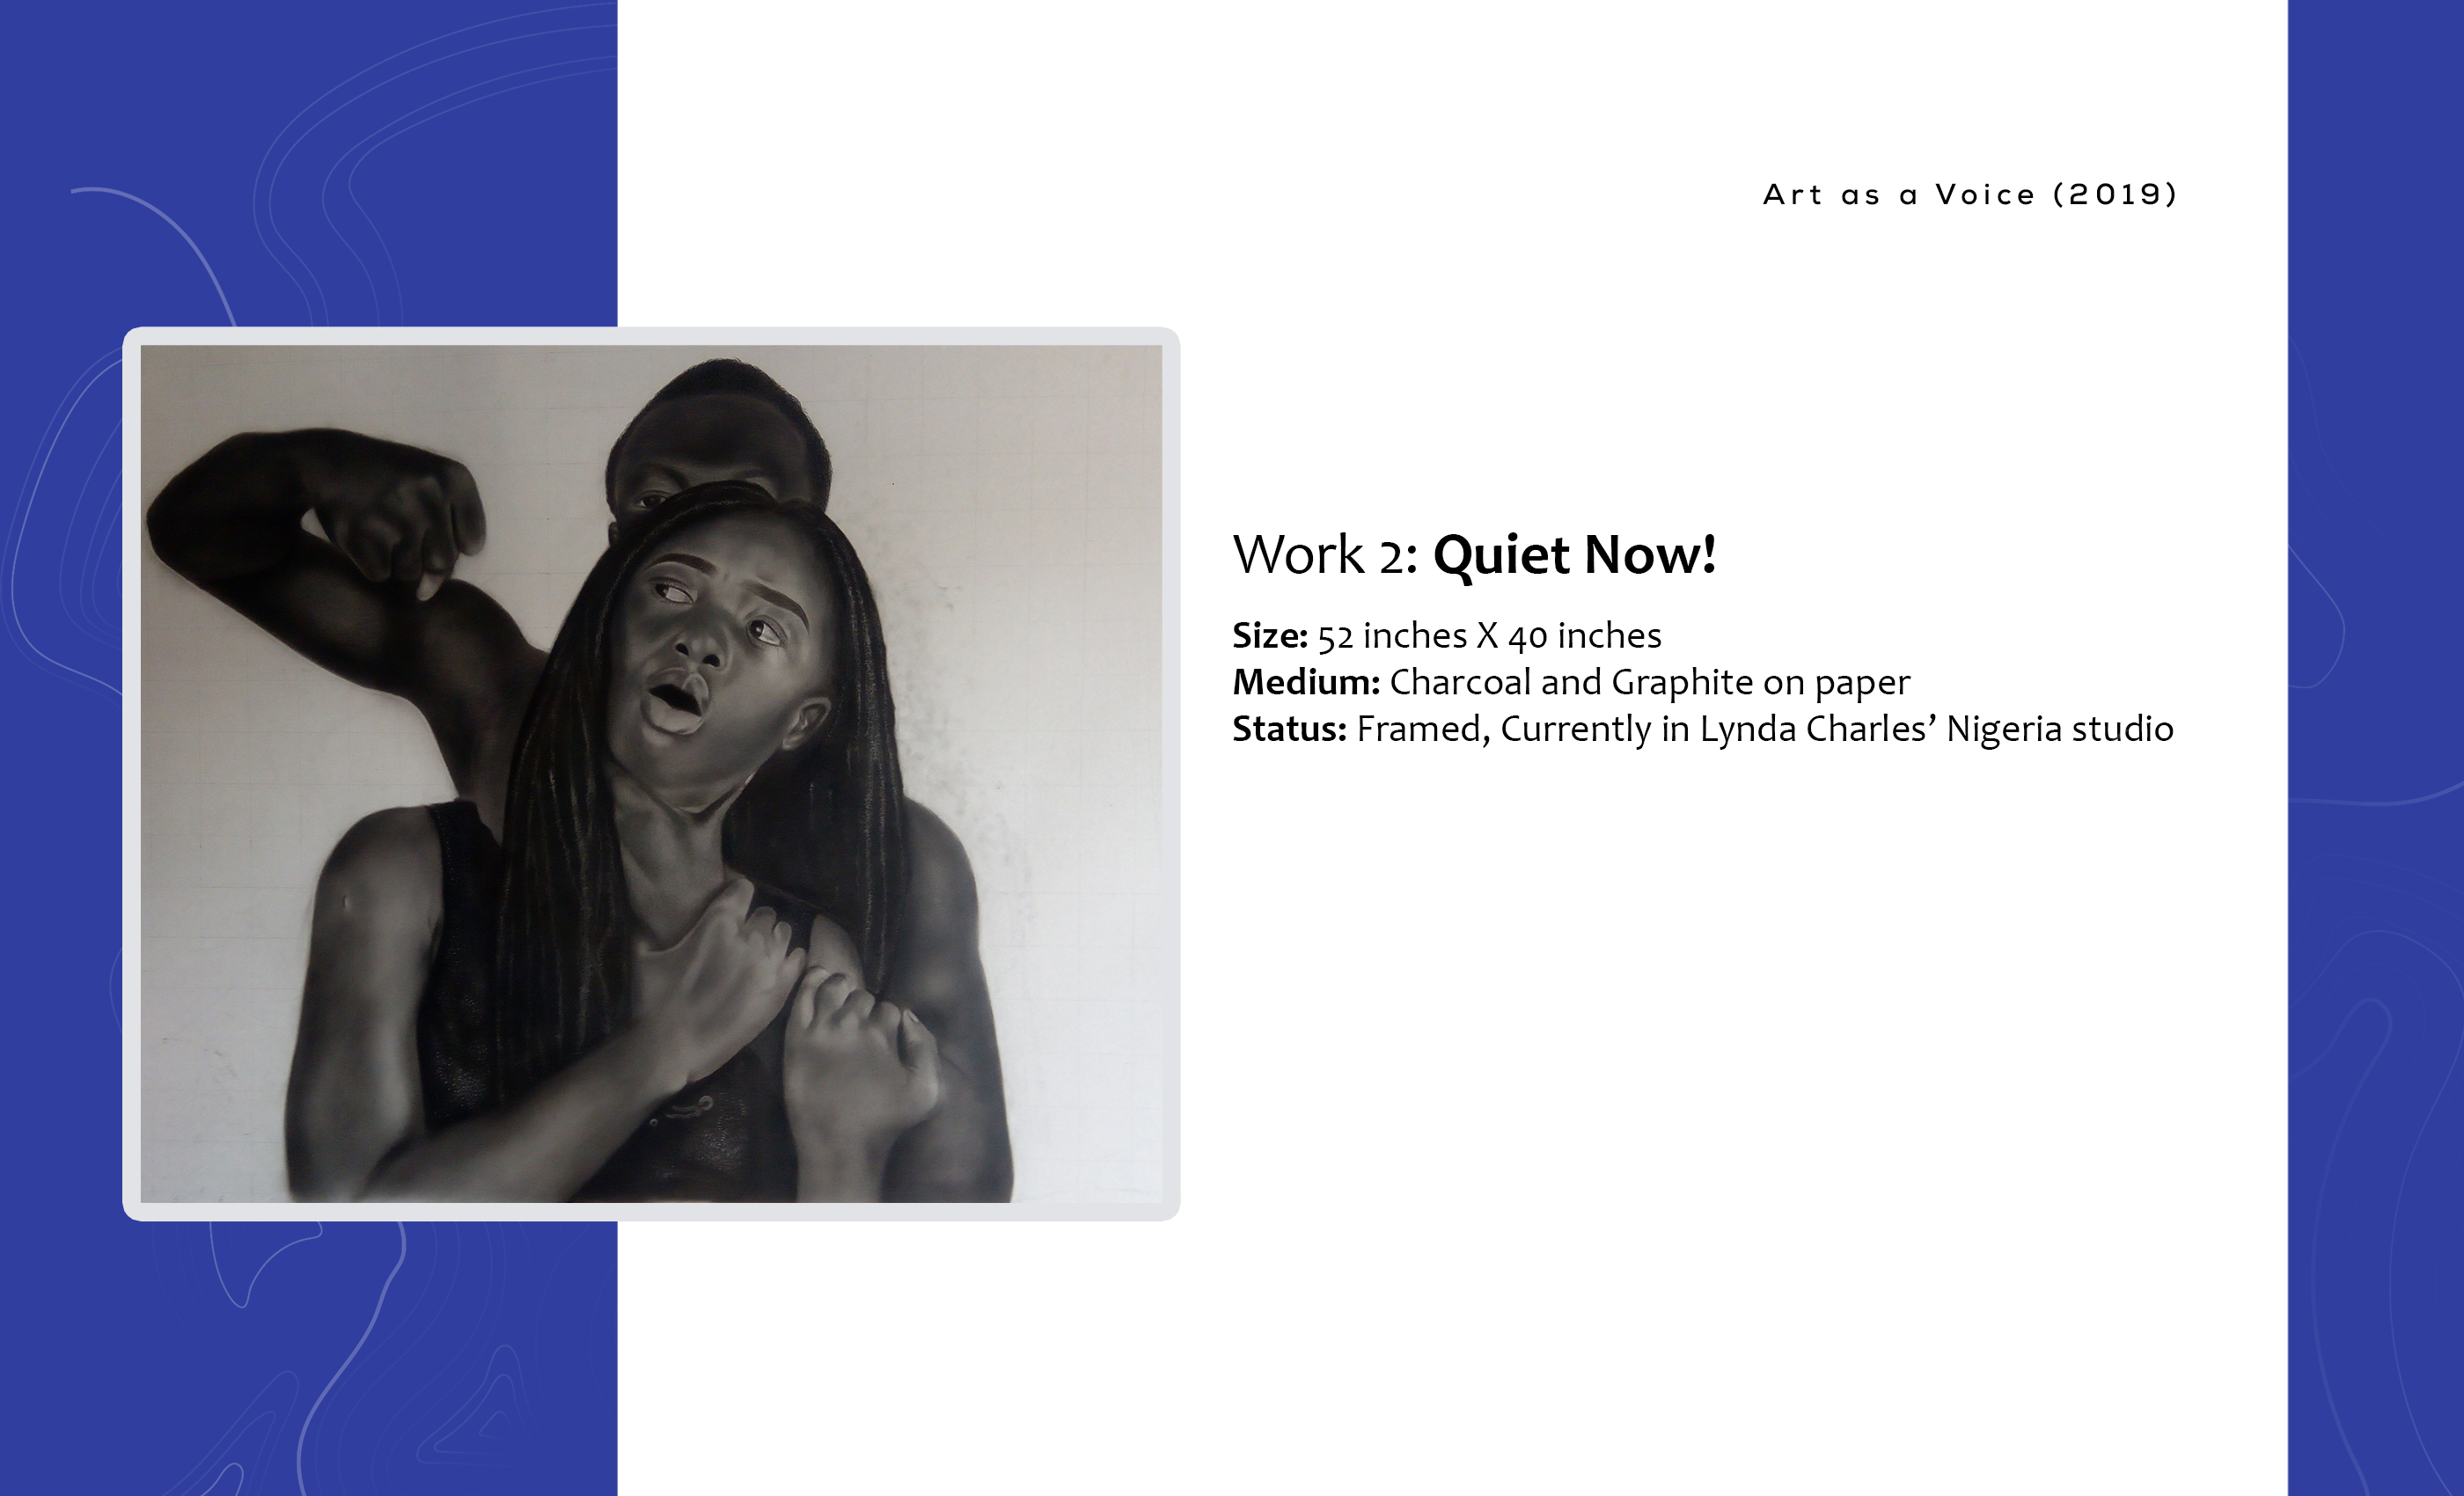 Art as a Voice (2019)
Work 2: Quiet Now!
Size: 52 inches X 40 inches
Medium: Charcoal and Graphite on paper
Status: Framed, Currently in Lynda Charles’ Nigeria studio